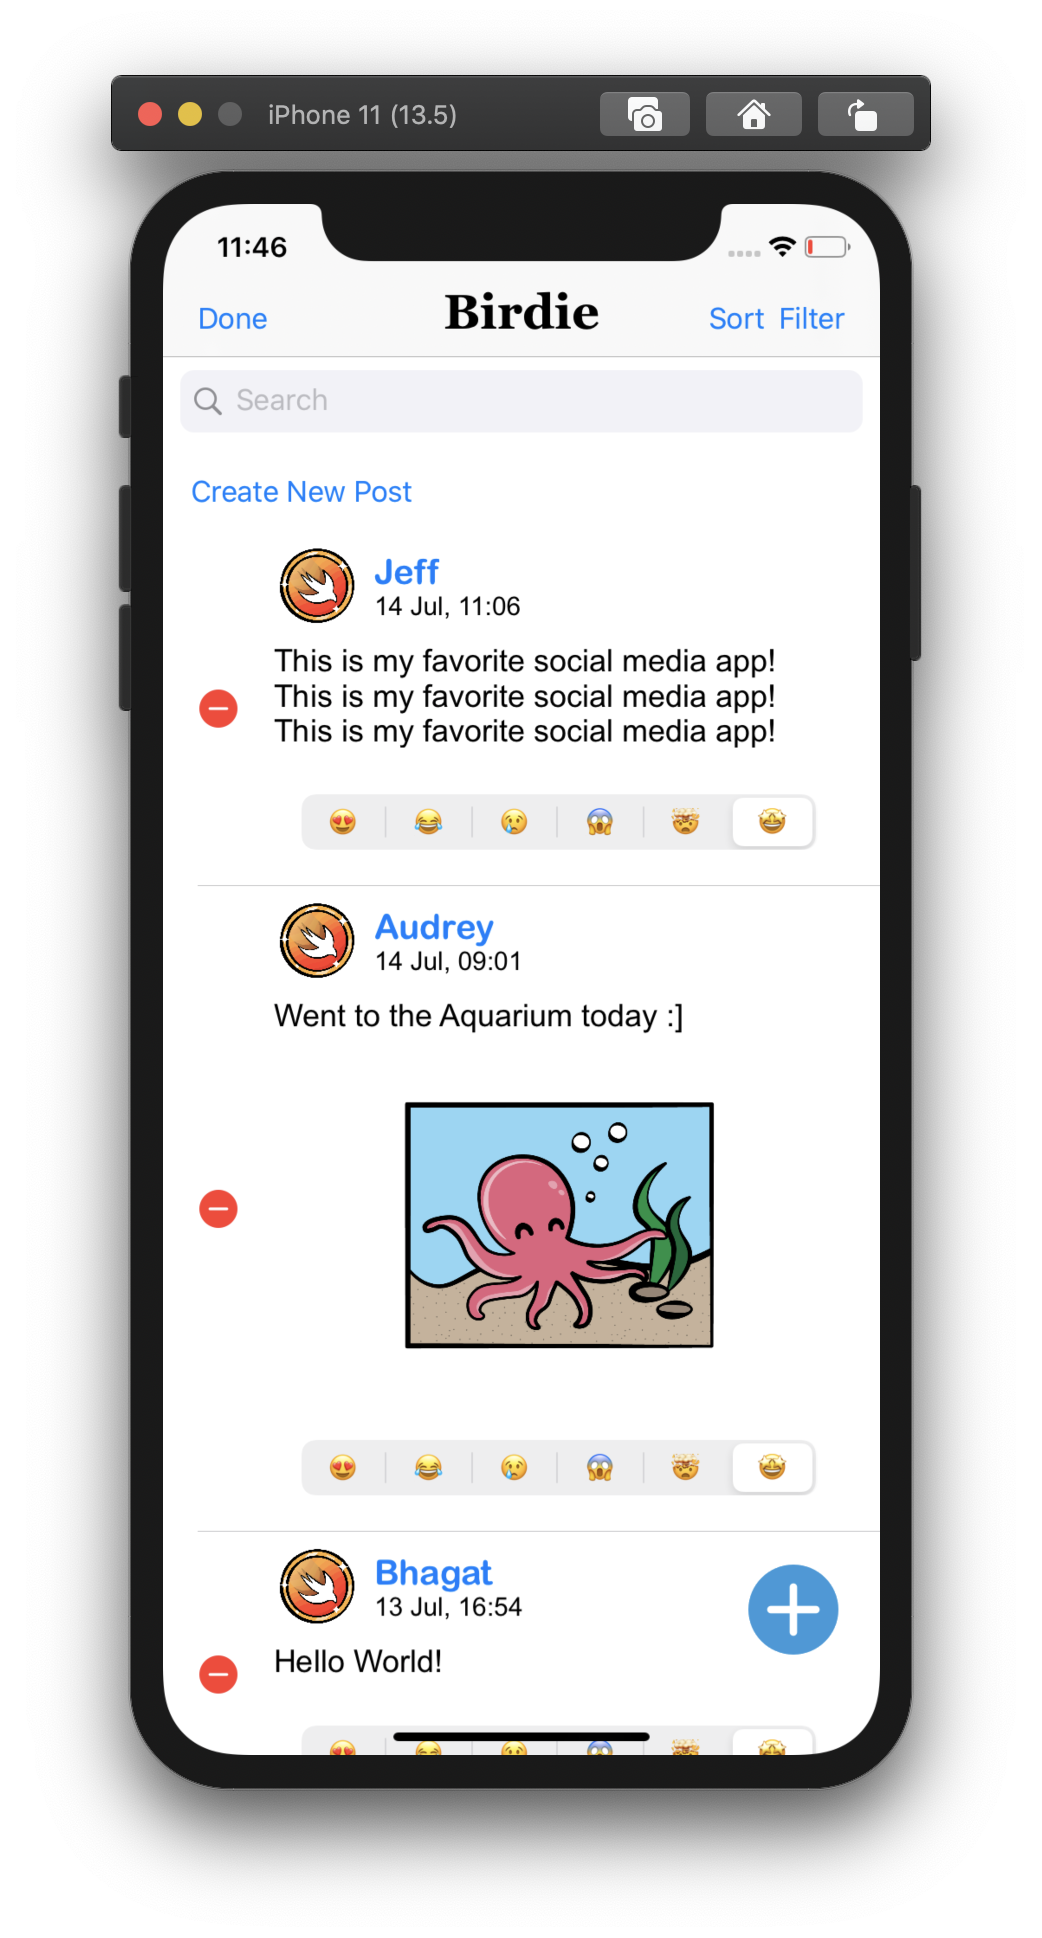 iPhone 11 (13.5)
11:46
Done
Birdie
Sort Filter
Search
Create New Post
Jeff
14 Jul, 11:06
This is my favorite social media app!
This is my favorite social media app!
This is my favorite social media app!
Audrey
14 Jul, 09:01
Went to the Aquarium today :]
Bhagat
13 Jul, 16:54
Hello World!